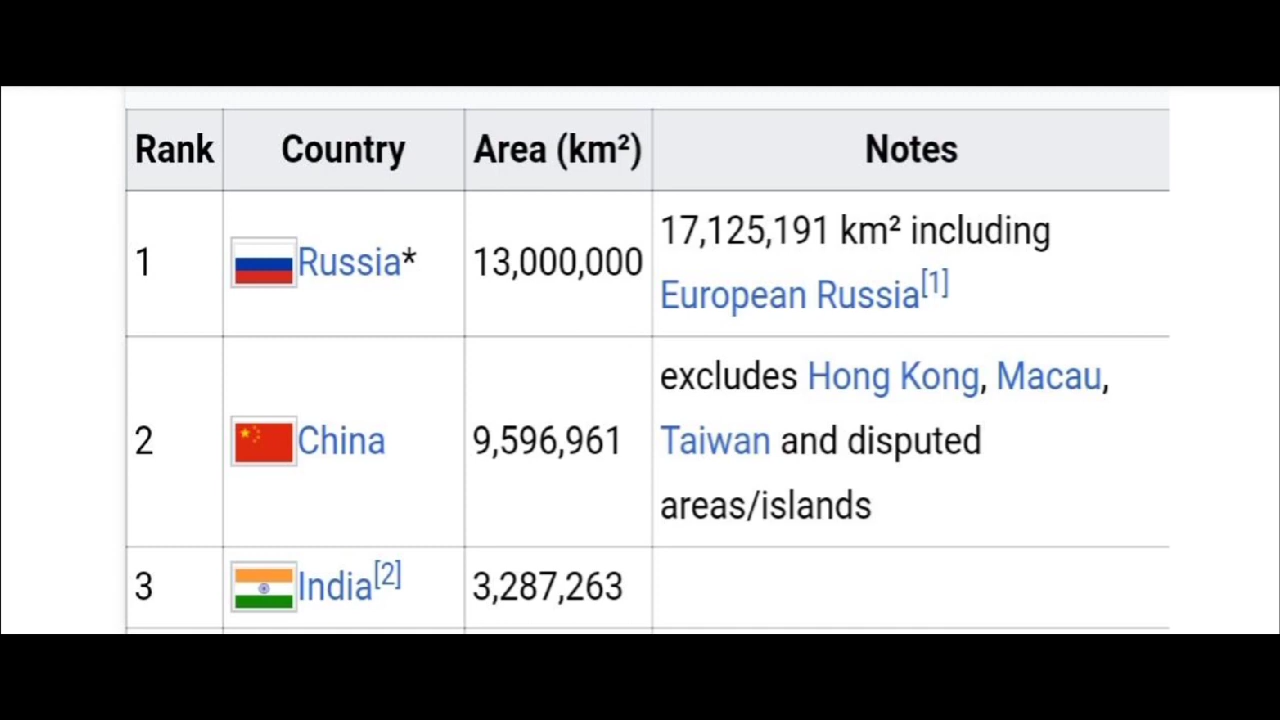 Rank Country Area (km²) Notes
1 Russia* 13,000,000 17,125,191 km² including
European Russia[1]
2 China 9,596,961 excludes Hong Kong, Macau,
Taiwan and disputed
areas/islands
3 India[2] 3,287,263